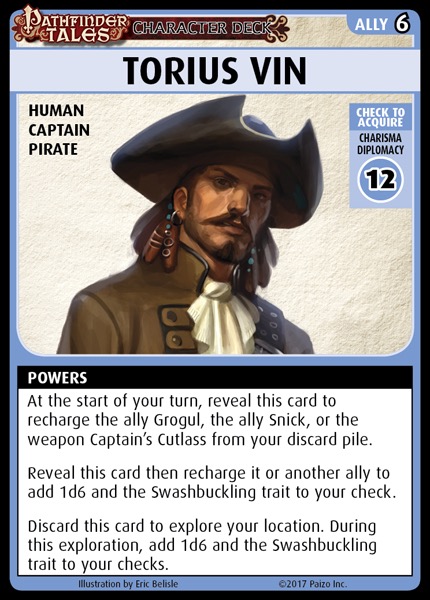 PATHFINDER TALES CHARACTER DECK
ALLY 6
TORIUS VIN
HUMAN
CAPTAIN
PIRATE
CHECK TO
ACQUIRE
CHARISMA
DIPLOMACY
12
POWERS
At the start of your turn, reveal this card to
recharge the ally Grogul, the ally Snick, or the
weapon Captain's Cutlass from your discard pile.
Reveal this card then recharge it or another ally to
add 1d6 and the Swashbuckling trait to your check.
Discard this card to explore your location. During
this exploration, add 1d6 and the Swashbuckling
trait to your checks.
Illustration by Eric Belisle
©2017 Paizo Inc.